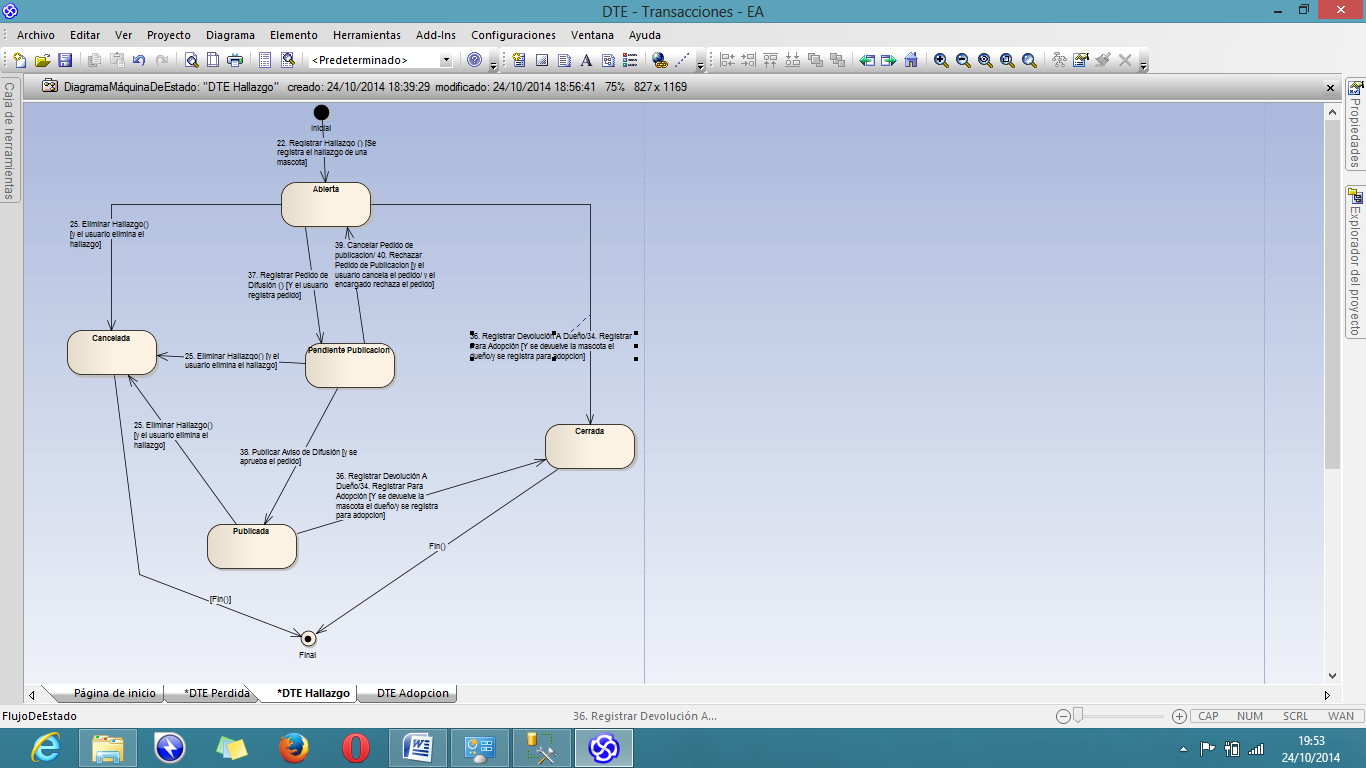 DTE - Transacciones - EA
Archivo Editar Ver Proyecto Diagrama Elemento Herramientas Add-Ins Configuraciones Ventana Ayuda
<Predeterminado>
DiagramaMáquinaDeEstado: "DTE Hallazgo" creado: 24/10/2014 18:39:29 modificado: 24/10/2014 18:56:41 75% 827 x 1169
Caja de herramientas
Propiedades
Explorador del proyecto
Inicial
22. Registrar Hallazgo () [Se
registra el hallazgo de una
mascota]
Abierta
25. Eliminar Hallazgo()
[y el usuario elimina el
hallazgo]
39. Cancelar Pedido de
publicacion/ 40. Rechazar
Pedido de Publicacion [y el
usuario cancela el pedido/ y el
encargado rechaza el pedido]
37. Registrar Pedido de
Difusión () [Y el usuario
registra pedido]
Cancelada
Pendiente Publicacion
25. Eliminar Hallazgo() [y el
usuario elimina el hallazgo]
36. Registrar Devolución A Dueño/34. Registrar
Para Adopción [Y se devuelve la mascota el
dueño/y se registra para adopcion]
25. Eliminar Hallazgo()
[y el usuario elimina el
hallazgo]
Cerrada
38. Publicar Aviso de Difusión [y se
aprueba el pedido]
36. Registrar Devolución A
Dueño/34. Registrar Para
Adopción [Y se devuelve la
mascota el dueño/y se registra
para adopcion]
Publicada
Fin()
[Fin()]
Final
Página de inicio *DTE Perdida *DTE Hallazgo DTE Adopcion
FlujoDeEstado 36. Registrar Devolución A... CAP NUM SCRL WAN
19:53
24/10/2014